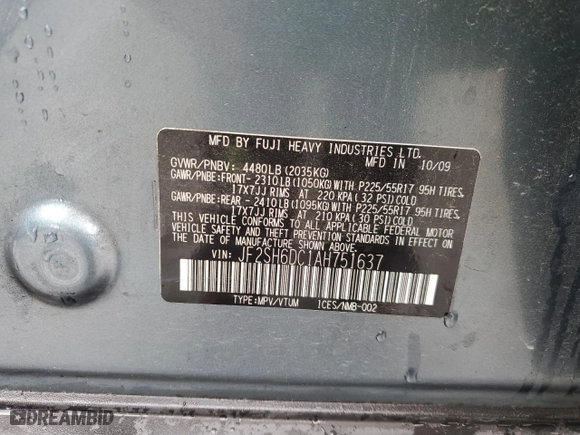 MFD BY FUJI HEAVY INDUSTRIES LTD.
MFD IN 10/09
GVWR/PNBV: 4480LB (2035KG)
GAWR/PNBE:FRONT- 2310LB (1050KG) WITH P225/55R17 95H TIRES,
17X7JJ RIMS AT 220 KPA ( 32 PSI) COLD
GAWR/PNBE:REAR - 2410LB (1095KG) WITH P225/55R17 95H TIRES,
17X7JJ RIMS AT 210 KPA ( 30 PSI) COLD
THIS VEHICLE CONFORMS TO ALL APPLICABLE FEDERAL MOTOR
VEHICLE SAFETY AND THEFT PREVENTION STANDARDS IN
EFFECT ON THE DATE OF MANUFACTURE SHOWN ABOVE.
VIN: JF2SH6DC1AH751637
TYPE:MPV/VTUM 1CES/NMB-002
DREAMBID